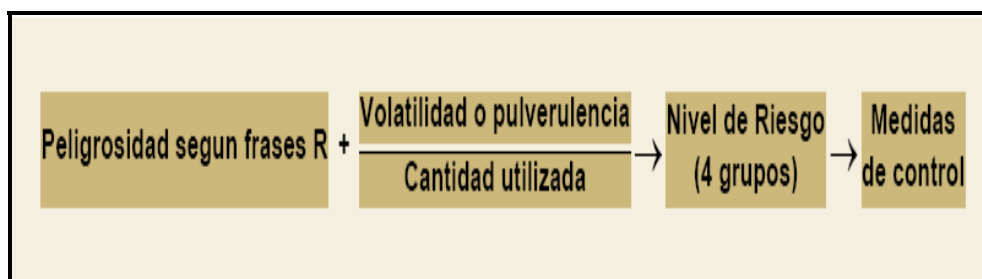 Peligrosidad segun frases R + Volatilidad o pulverulencia → Nivel de Riesgo → Medidas
Cantidad utilizada (4 grupos) de control